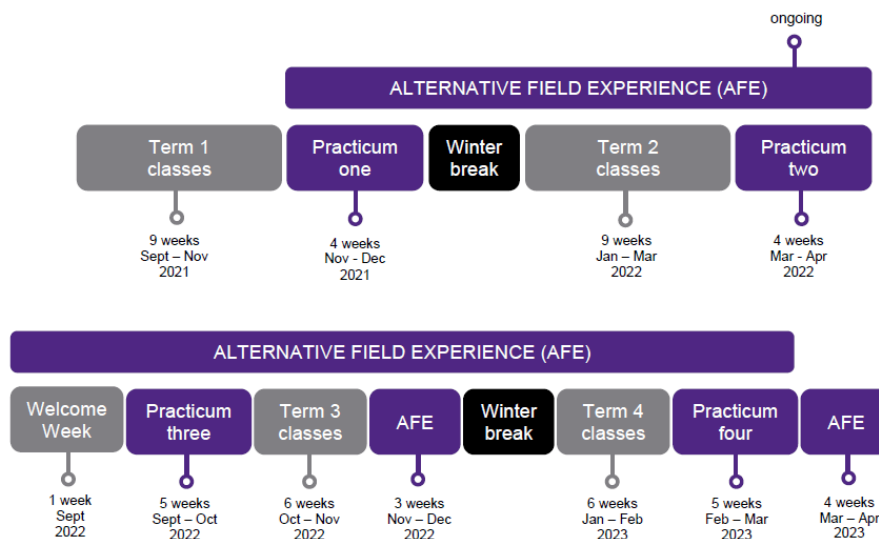 ongoing
ALTERNATIVE FIELD EXPERIENCE (AFE)
Term 1
classes
Practicum
one
Winter
break
Term 2
classes
Practicum
two
9 weeks
Sept – Nov
2021
4 weeks
Nov - Dec
2021
9 weeks
Jan – Mar
2022
4 weeks
Mar - Apr
2022
ALTERNATIVE FIELD EXPERIENCE (AFE)
Welcome
Week
Practicum
three
Term 3
classes
AFE
Winter
break
Term 4
classes
Practicum
four
AFE
1 week
Sept
2022
5 weeks
Sept – Oct
2022
6 weeks
Oct – Nov
2022
3 weeks
Nov – Dec
2022
6 weeks
Jan – Feb
2023
5 weeks
Feb – Mar
2023
4 weeks
Mar – Apr
2023